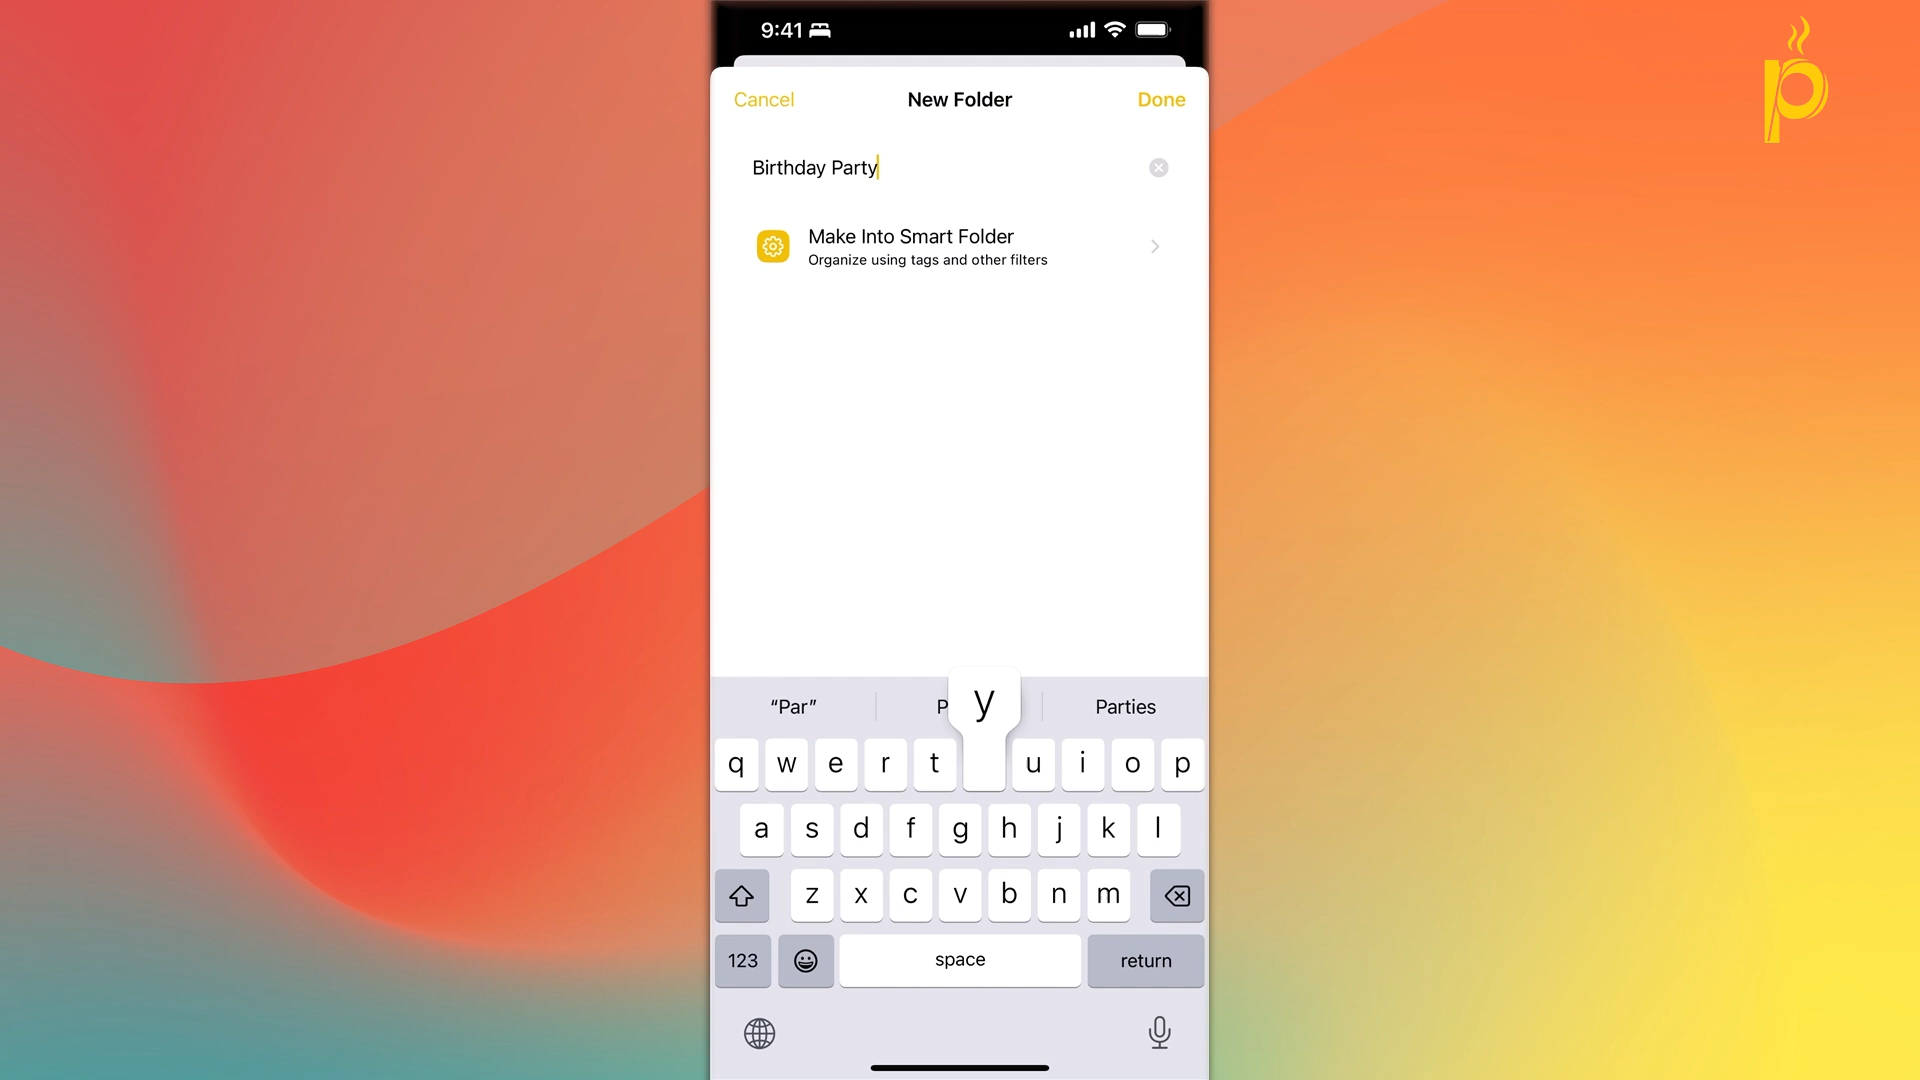 9:41
Cancel New Folder Done
Birthday Party
Make Into Smart Folder
Organize using tags and other filters
“Par” P Parties
y
q w e r t u i o p
a s d f g h j k l
z x c v b n m
123 space return
p